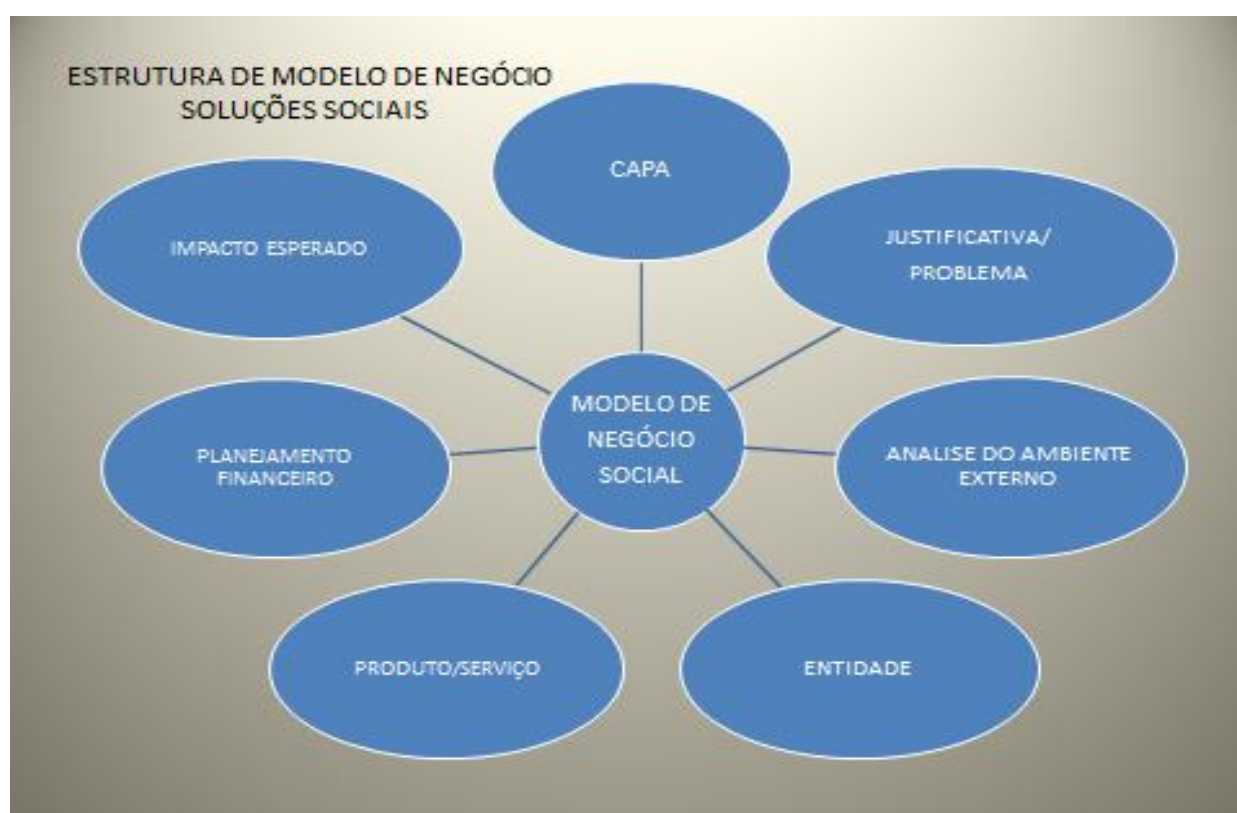 ESTRUTURA DE MODELO DE NEGÓCIO
SOLUÇÕES SOCIAIS
CAPA
JUSTIFICATIVA/
PROBLEMA
ANALISE DO AMBIENTE
EXTERNO
ENTIDADE
PRODUTO/SERVIÇO
PLANEJAMENTO
FINANCEIRO
IMPACTO ESPERADO
MODELO DE
NEGÓCIO
SOCIAL